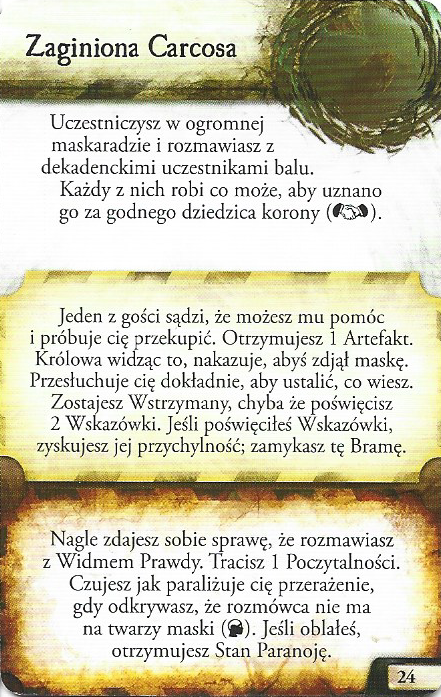 Zaginiona Carcosa
Uczestniczysz w ogromnej
maskaradzie i rozmawiasz z
dekadenckimi uczestnikami balu.
Każdy z nich robi co może, aby uznano
go za godnego dziedzica korony ( ).
Jeden z gości sądzi, że możesz mu pomóc
i próbuje cię przekupić. Otrzymujesz 1 Artefakt.
Królowa widząc to, nakazuje, abyś zdjął maskę.
Przesłuchuje cię dokładnie, aby ustalić, co wiesz.
Zostajesz Wstrzymany, chyba że poświęcisz
2 Wskazówki. Jeśli poświęciłeś Wskazówki,
zyskujesz jej przychylność; zamykasz tę Bramę.
Nagle zdajesz sobie sprawę, że rozmawiasz
z Widmem Prawdy. Tracisz 1 Poczytalności.
Czujesz jak paraliżuje cię przerażenie,
gdy odkrywasz, że rozmówca nie ma
na twarzy maski ( ). Jeśli oblałeś,
otrzymujesz Stan Paranoję.
24